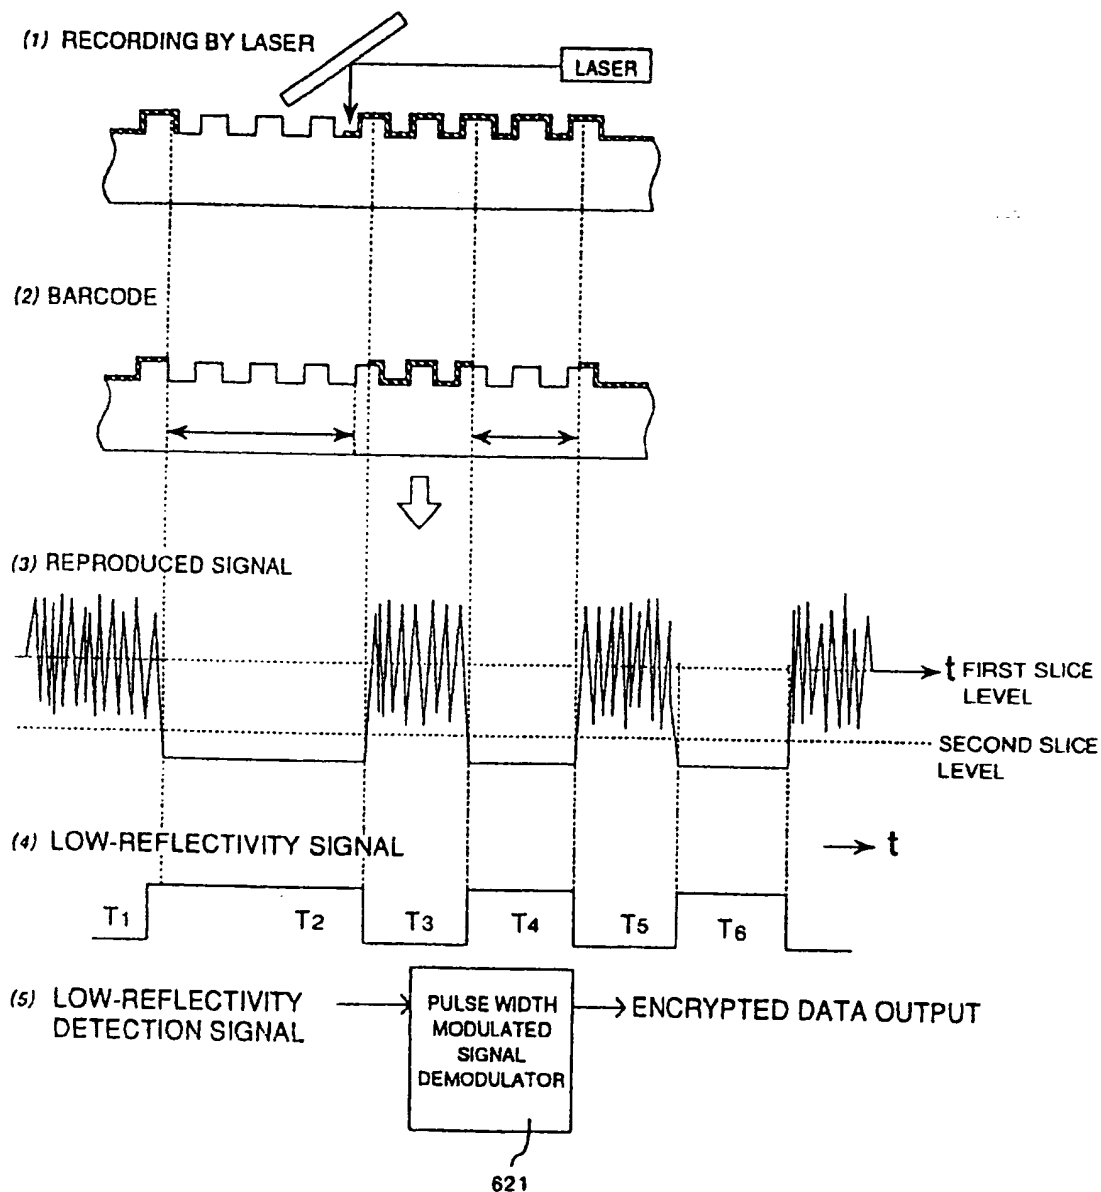 (1) RECORDING BY LASER
LASER
(2) BARCODE
(3) REPRODUCED SIGNAL
t FIRST SLICE
LEVEL
SECOND SLICE
LEVEL
(4) LOW-REFLECTIVITY SIGNAL
t
T1 T2 T3 T4 T5 T6
(5) LOW-REFLECTIVITY
DETECTION SIGNAL
PULSE WIDTH
MODULATED
SIGNAL
DEMODULATOR
ENCRYPTED DATA OUTPUT
621